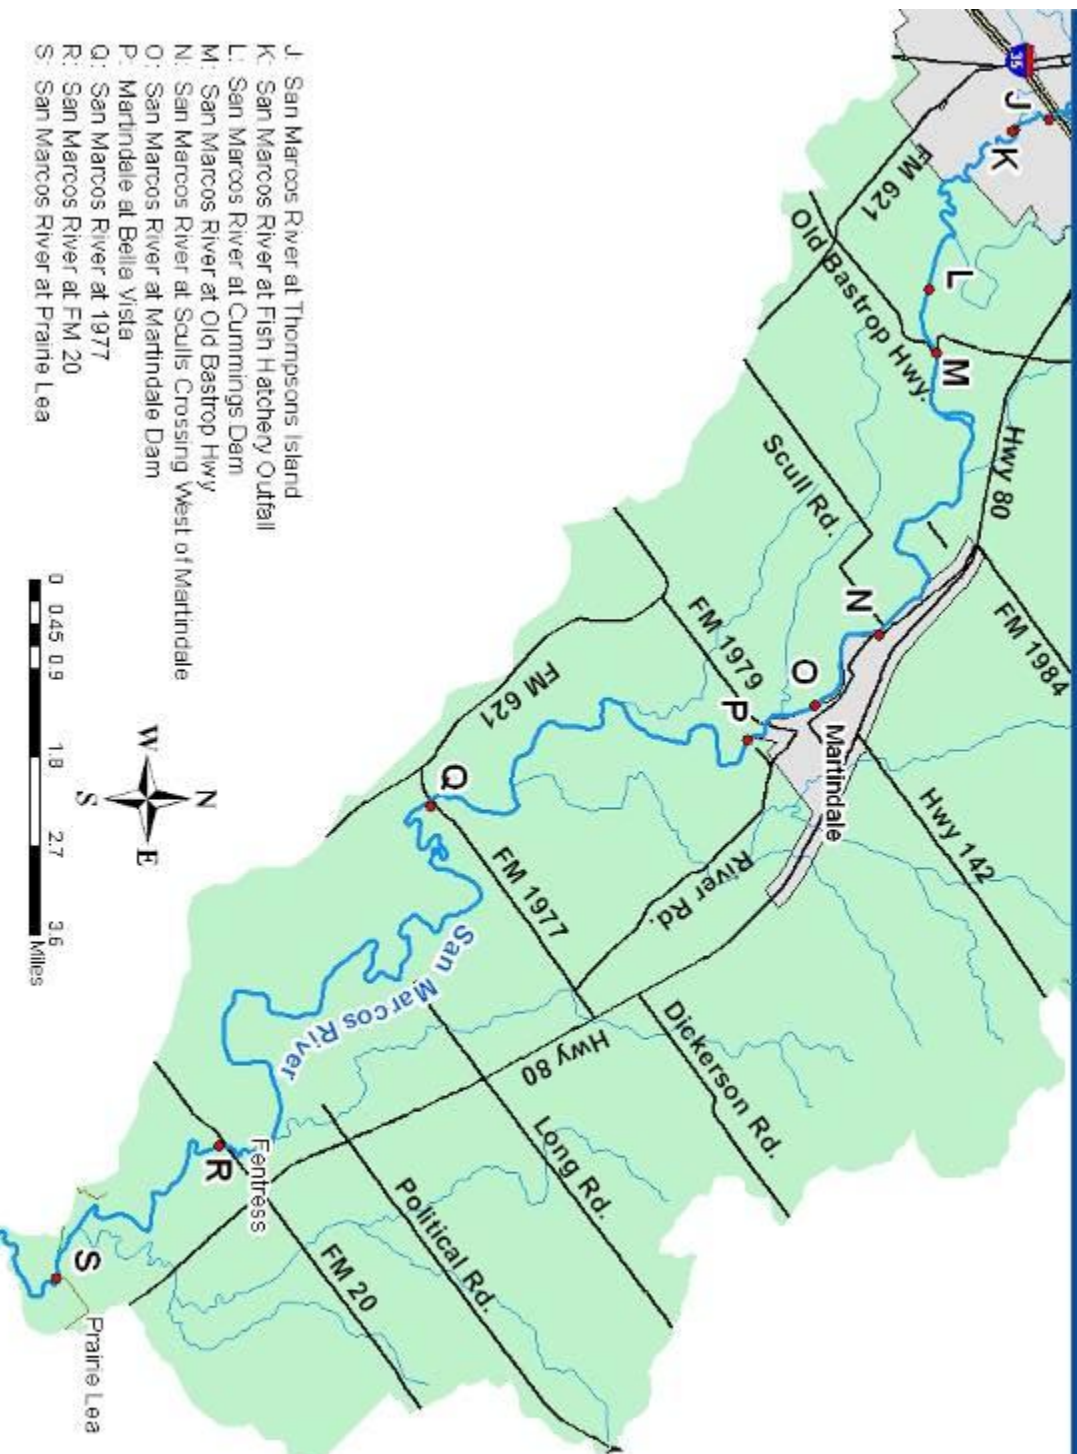 35
J
K
FM 621
L
Old Bastrop Hwy.
M
Hwy 80
Scull Rd.
N
FM 1984
FM 1979
O
P
Martindale
FM 621
Hwy 142
Q
River Rd.
FM 1977
San Marcos River
Dickerson Rd.
Hwy 80
Long Rd.
Fentress
R
Political Rd.
FM 20
S
Prairie Lea
J: San Marcos River at Thompsons Island
K: San Marcos River at Fish Hatchery Outfall
L: San Marcos River at Cummings Dam
M: San Marcos River at Old Bastrop Hwy
N: San Marcos River at Sculls Crossing West of Martindale
O: San Marcos River at Martindale Dam
P: Martindale at Bella Vista
Q: San Marcos River at 1977
R: San Marcos River at FM 20
S: San Marcos River at Prairie Lea
N
W E
S
0 0.45 0.9 1.8 2.7 3.6
Miles